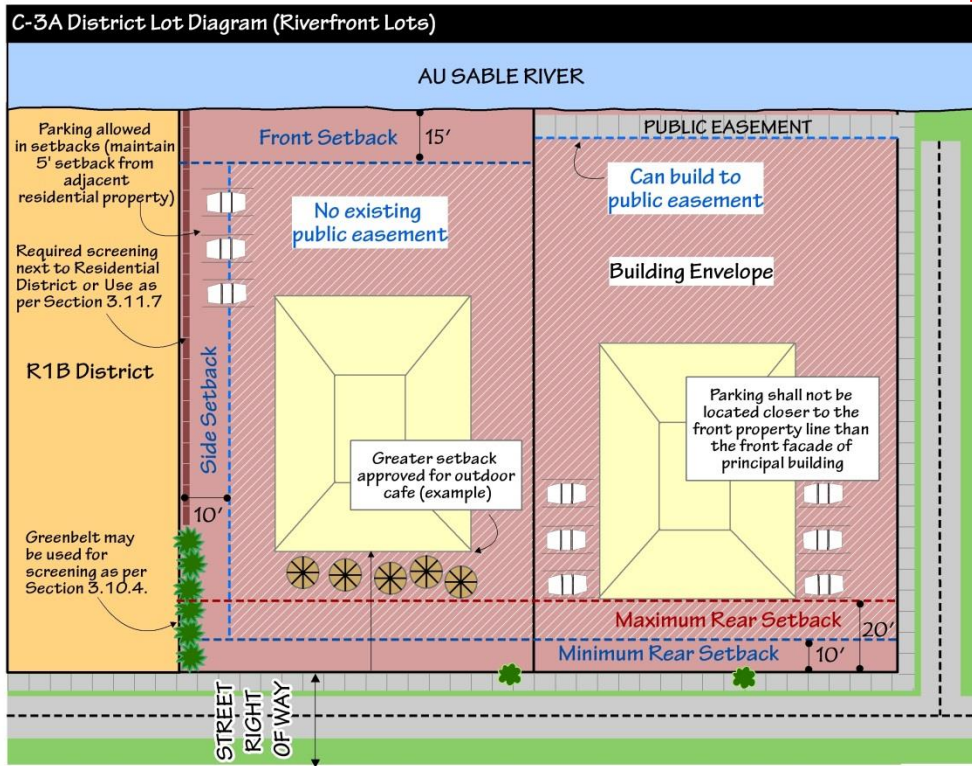 C-3A District Lot Diagram (Riverfront Lots)
AU SABLE RIVER
Parking allowed
in setbacks (maintain
5' setback from
adjacent
residential property)
Required screening
next to Residential
District or Use as
per Section 3.11.7
R1B District
Greenbelt may
be used for
screening as per
Section 3.10.4.
Front Setback
15'
No existing
public easement
Side Setback
10'
Greater setback
approved for outdoor
cafe (example)
PUBLIC EASEMENT
Can build to
public easement
Building Envelope
Parking shall not be
located closer to the
front property line than
the front facade of
principal building
Maximum Rear Setback
20'
Minimum Rear Setback
10'
STREET
RIGHT
OF WAY